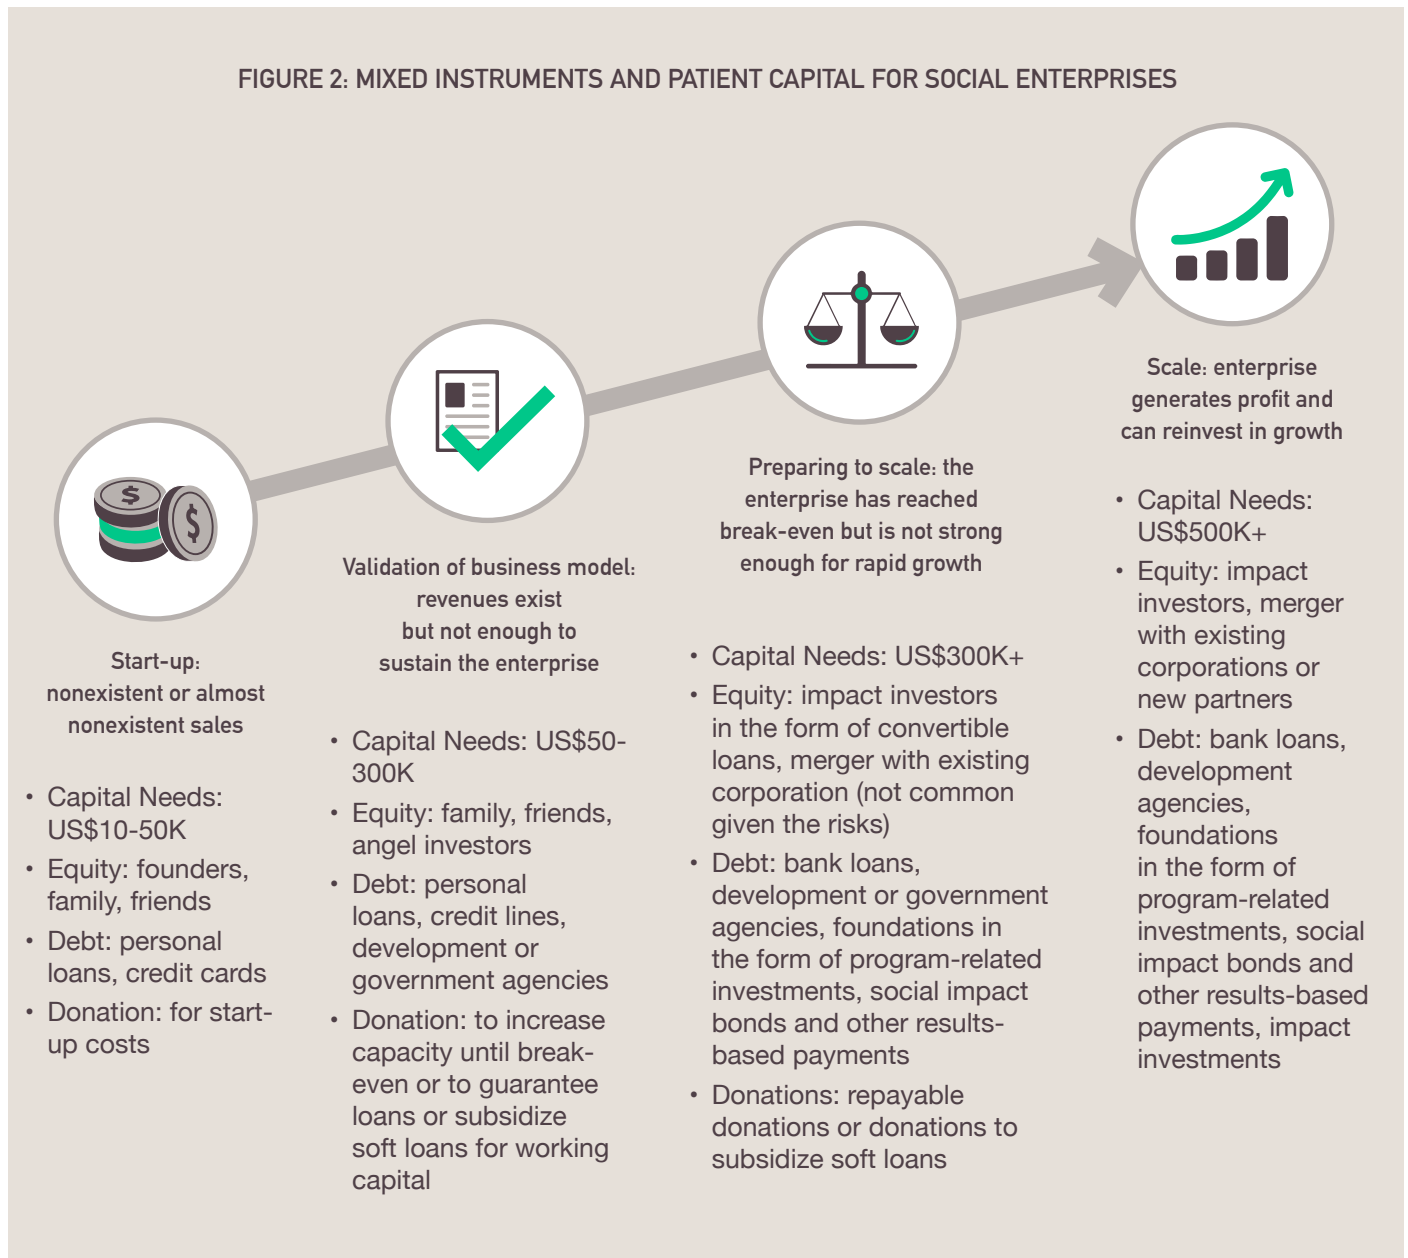 FIGURE 2: MIXED INSTRUMENTS AND PATIENT CAPITAL FOR SOCIAL ENTERPRISES
$
$
Start-up:
nonexistent or almost
nonexistent sales
• Capital Needs:
US$10-50K
• Equity: founders,
family, friends
• Debt: personal
loans, credit cards
• Donation: for start-
up costs
Validation of business model:
revenues exist
but not enough to
sustain the enterprise
• Capital Needs: US$50-
300K
• Equity: family, friends,
angel investors
• Debt: personal
loans, credit lines,
development or
government agencies
• Donation: to increase
capacity until break-
even or to guarantee
loans or subsidize
soft loans for working
capital
Preparing to scale: the
enterprise has reached
break-even but is not strong
enough for rapid growth
• Capital Needs: US$300K+
• Equity: impact investors
in the form of convertible
loans, merger with existing
corporation (not common
given the risks)
• Debt: bank loans,
development or government
agencies, foundations in
the form of program-related
investments, social impact
bonds and other results-
based payments
• Donations: repayable
donations or donations to
subsidize soft loans
Scale: enterprise
generates profit and
can reinvest in growth
• Capital Needs:
US$500K+
• Equity: impact
investors, merger
with existing
corporations or
new partners
• Debt: bank loans,
development
agencies,
foundations
in the form of
program-related
investments, social
impact bonds and
other results-based
payments, impact
investments